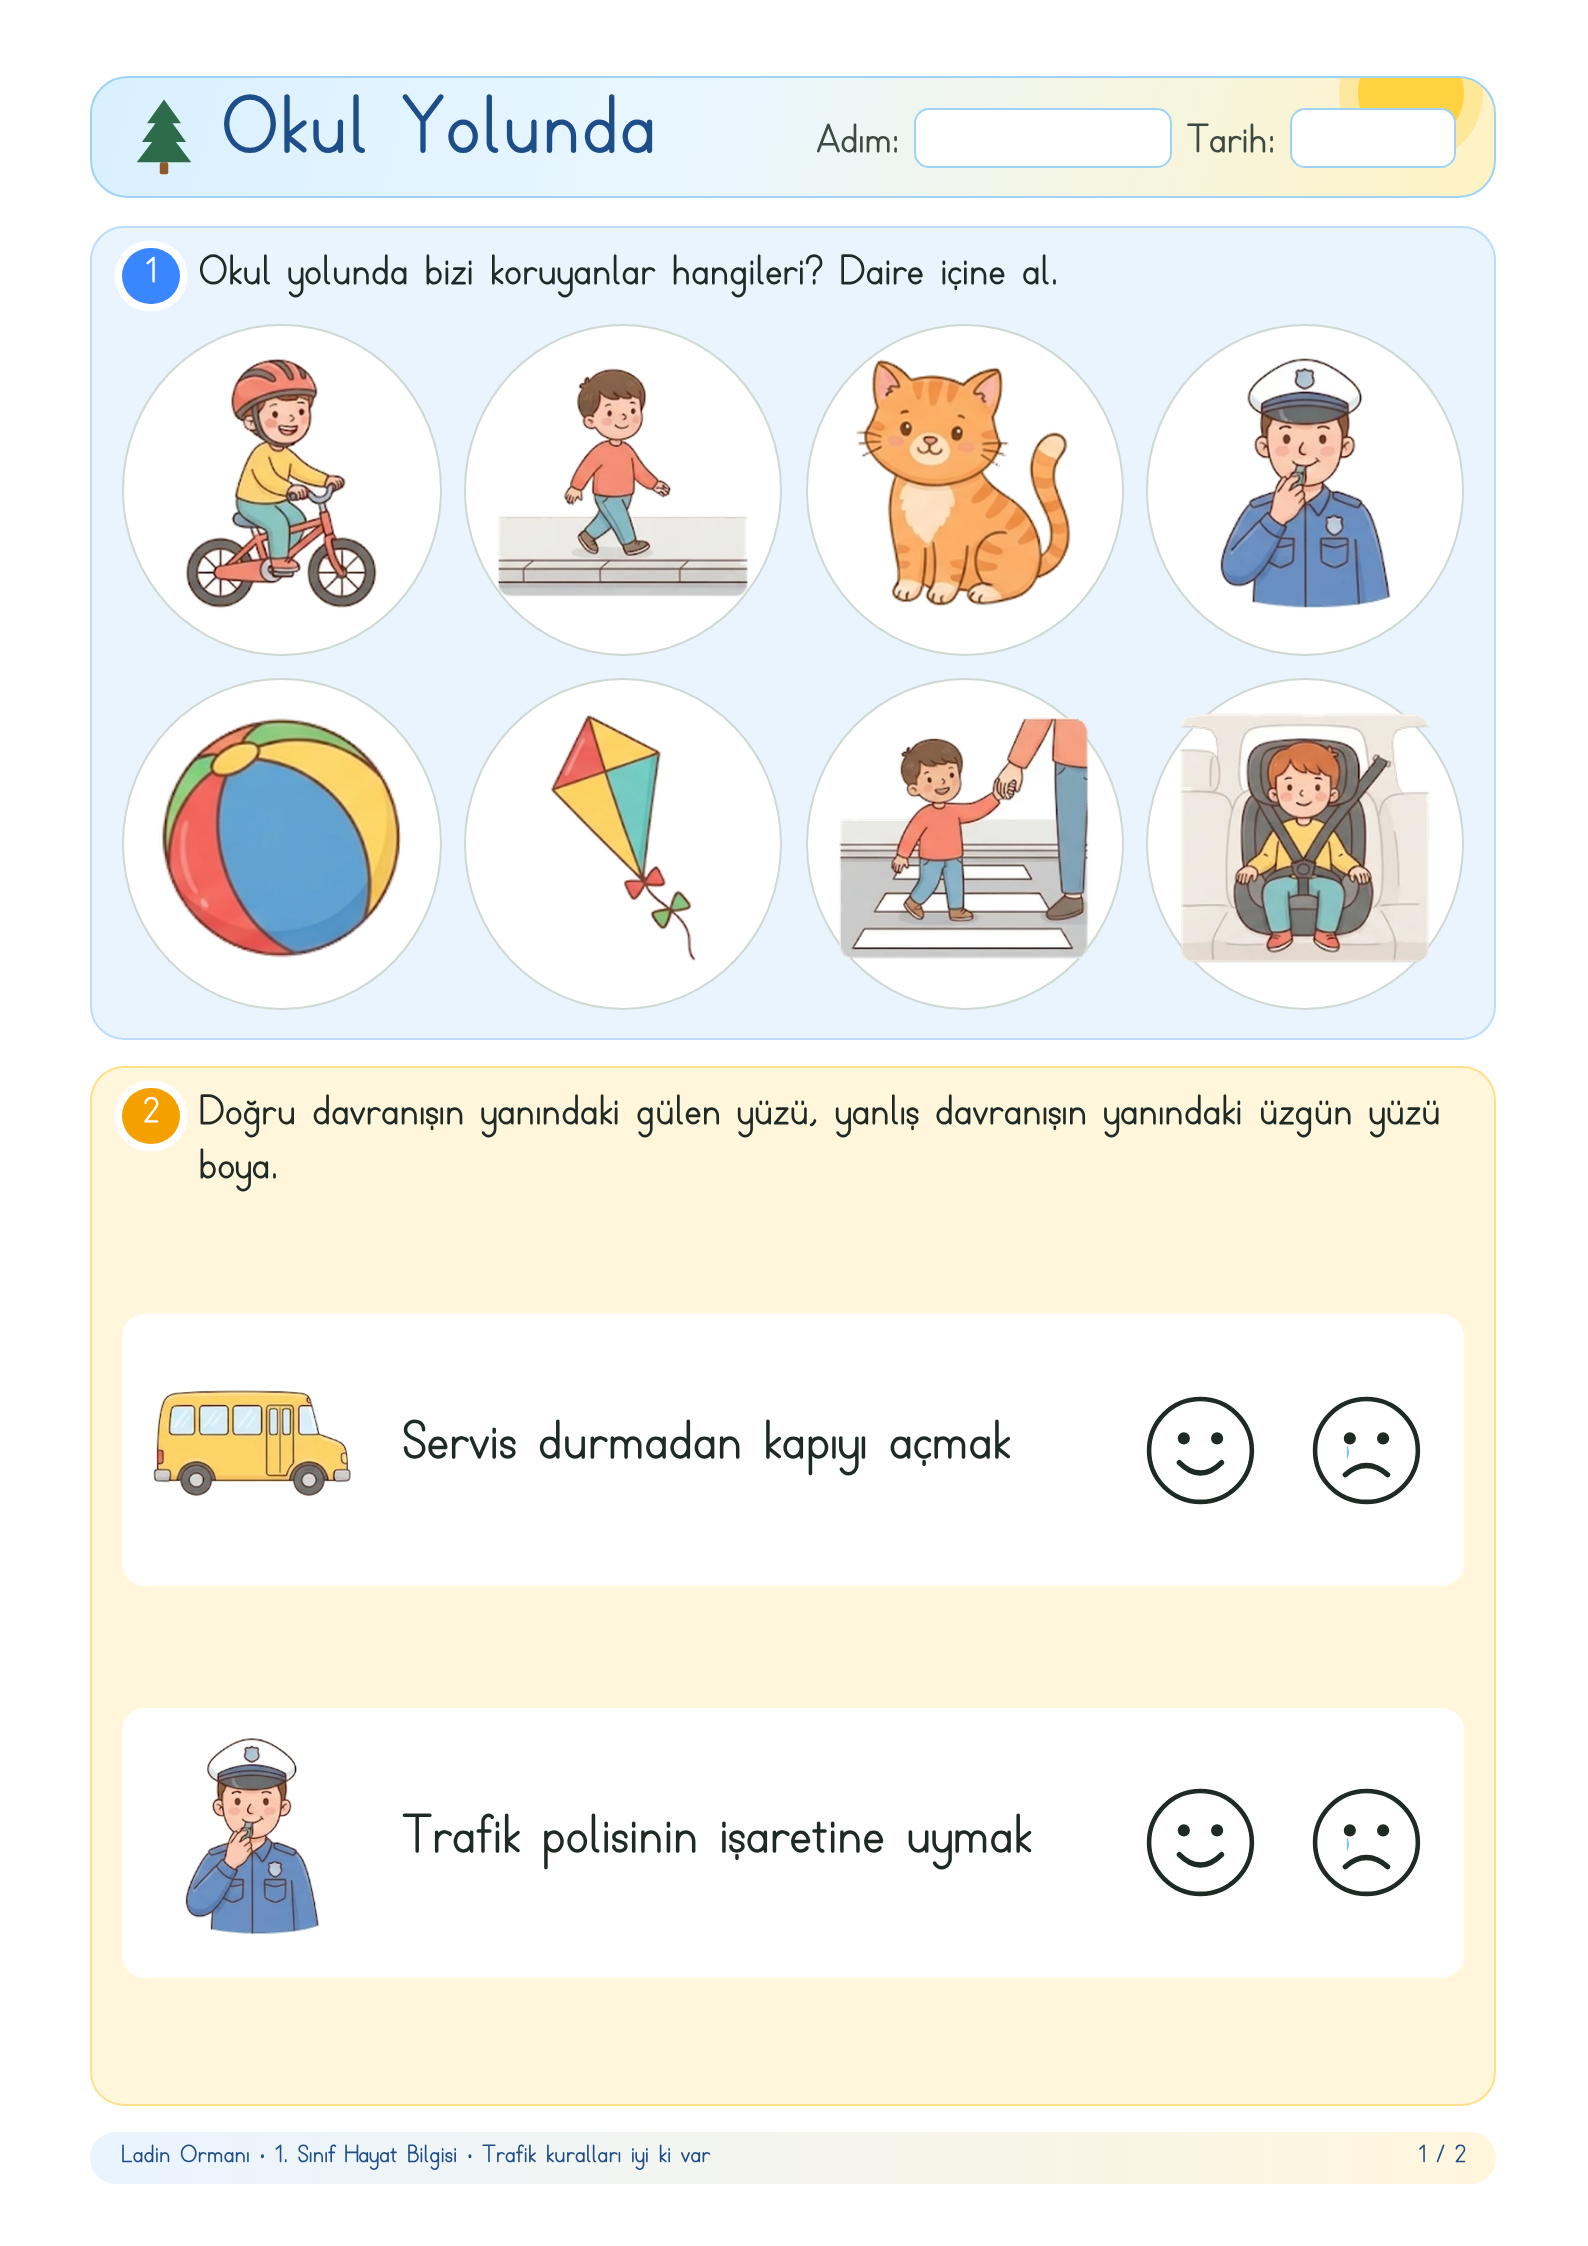 Okul Yolunda
Adım:
Tarih:
1 Okul yolunda bizi koruyanlar hangileri? Daire içine al.
2 Doğru davranışın yanındaki gülen yüzü, yanlış davranışın yanındaki üzgün yüzü
boya.
Servis durmadan kapıyı açmak
Trafik polisinin işaretine uymak
Ladin Ormanı • 1. Sınıf Hayat Bilgisi • Trafik kuralları iyi ki var
1 / 2